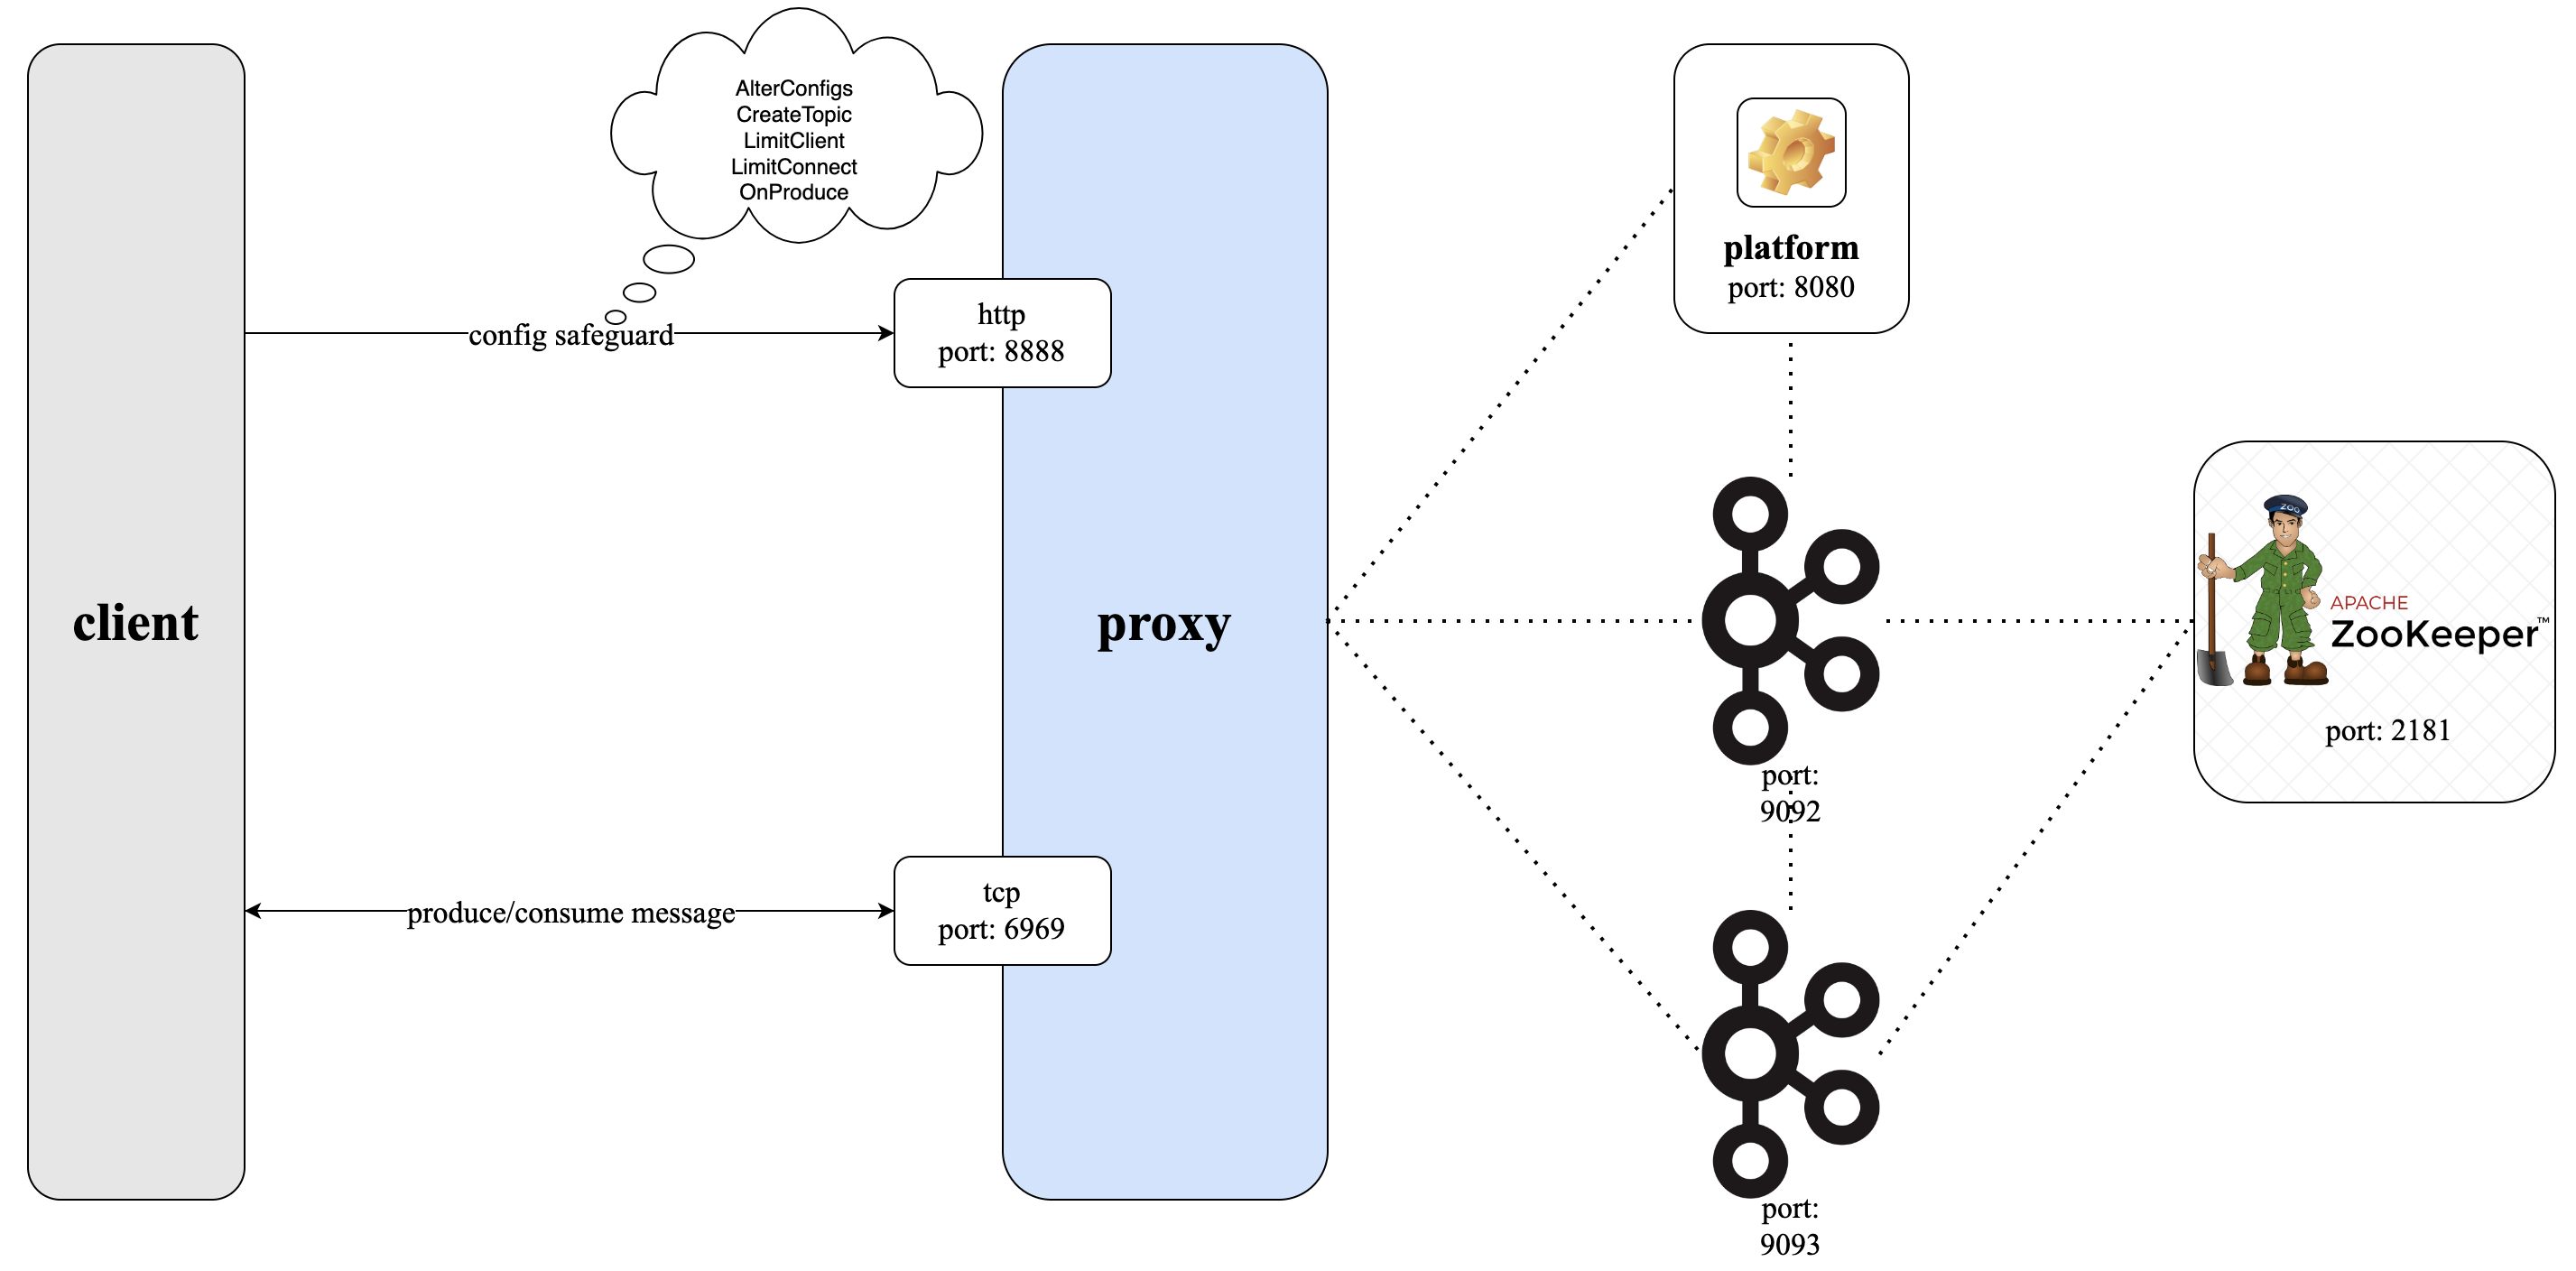 AlterConfigs
CreateTopic
LimitClient
LimitConnect
OnProduce
client
config safeguard
http
port: 8888
proxy
produce/consume message
tcp
port: 6969
platform
port: 8080
port:
9092
port:
9093
ZOO
APACHE
ZooKeeper™
port: 2181